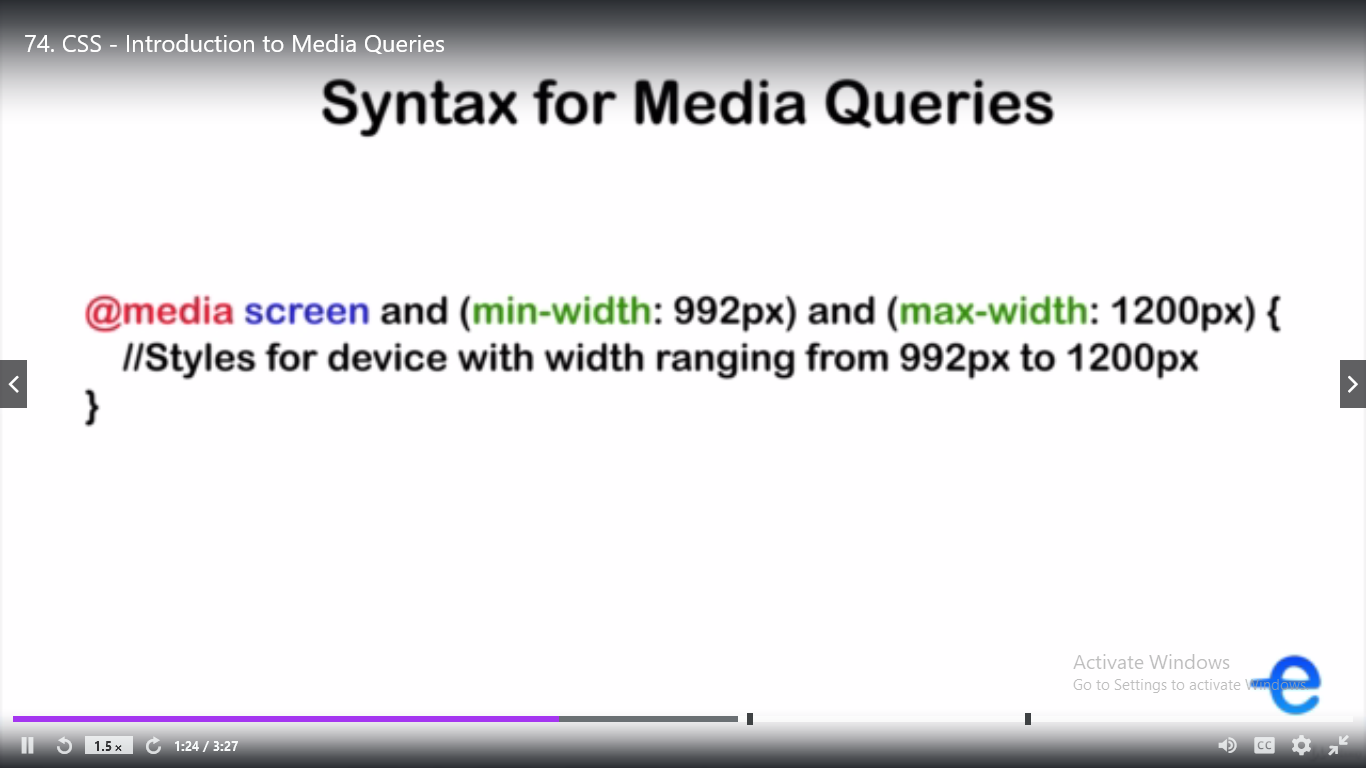 74. CSS - Introduction to Media Queries
Syntax for Media Queries
@media screen and (min-width: 992px) and (max-width: 1200px) {
//Styles for device with width ranging from 992px to 1200px
}
Activate Windows
Go to Settings to activate Windows.
e
1.5 x
1:24 / 3:27
CC